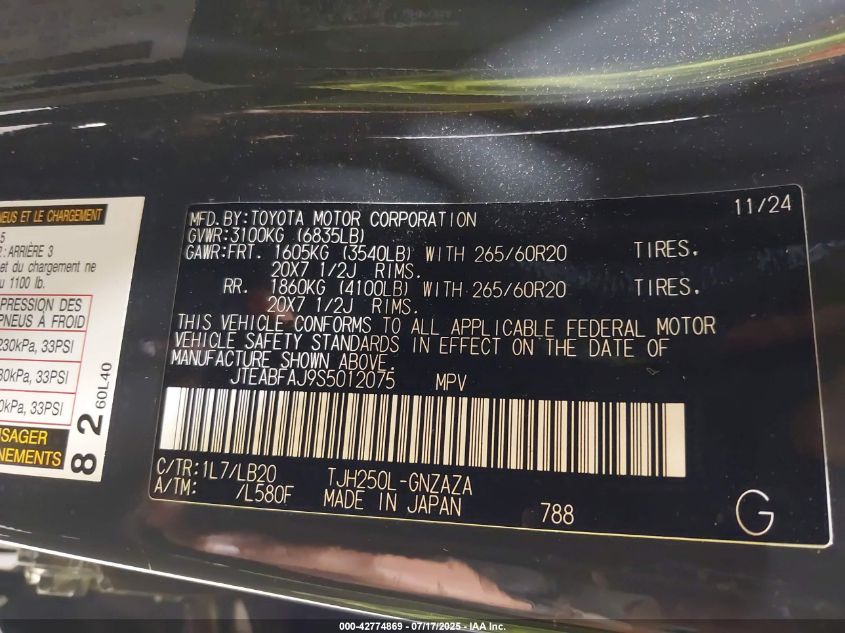 NEUS ET LE CHARGEMENT
5
2: ARRIÈRE 3
et du chargement ne
u 1100 lb.
PRESSION DES
PNEUS À FROID
230kPa, 33PSI
30kPa, 33PSI
0kPa, 33PSI
SAGER
NEMENTS
82
60L40
11/24
MFD. BY: TOYOTA MOTOR CORPORATION
GVWR: 3100KG (6835LB)
GAWR: FRT. 1605KG (3540LB) WITH 265/60R20 TIRES.
20X7 1/2J RIMS.
RR. 1860KG (4100LB) WITH 265/60R20 TIRES.
20X7 1/2J RIMS.
THIS VEHICLE CONFORMS TO ALL APPLICABLE FEDERAL MOTOR
VEHICLE SAFETY STANDARDS IN EFFECT ON THE DATE OF
MANUFACTURE SHOWN ABOVE.
JTEABFAJ9S5012075 MPV
C/TR: 1L7/LB20 TJH250L-GNZAZA
A/TM: /L580F MADE IN JAPAN 788
G
000-42774869 - 07/17/2025 - IAA Inc.